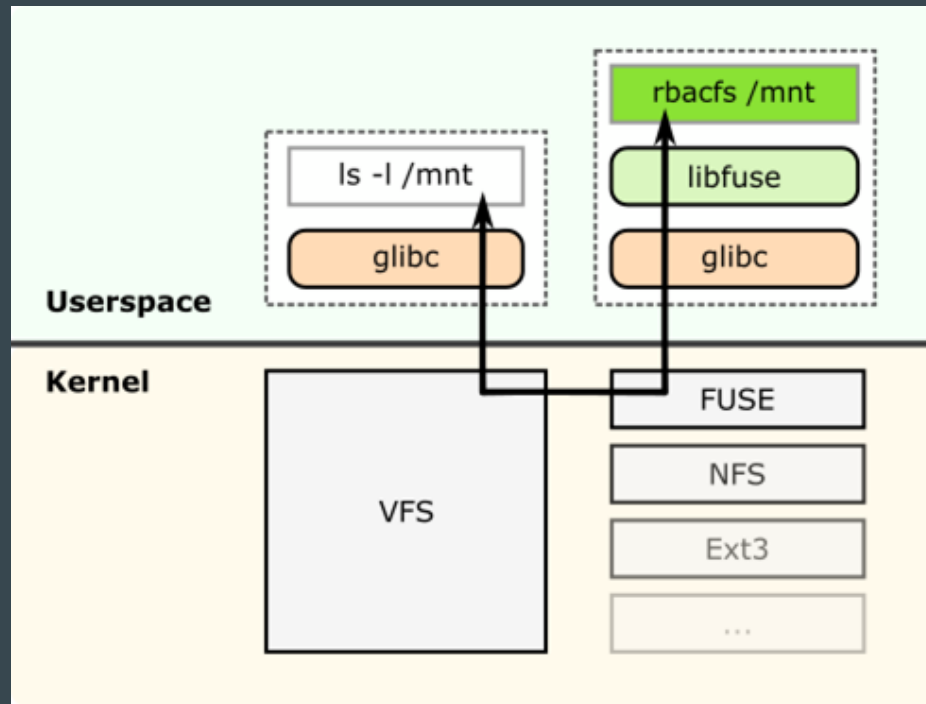 rbacfs /mnt
ls -l /mnt
libfuse
glibc
glibc
Userspace
Kernel
FUSE
VFS
NFS
Ext3
...